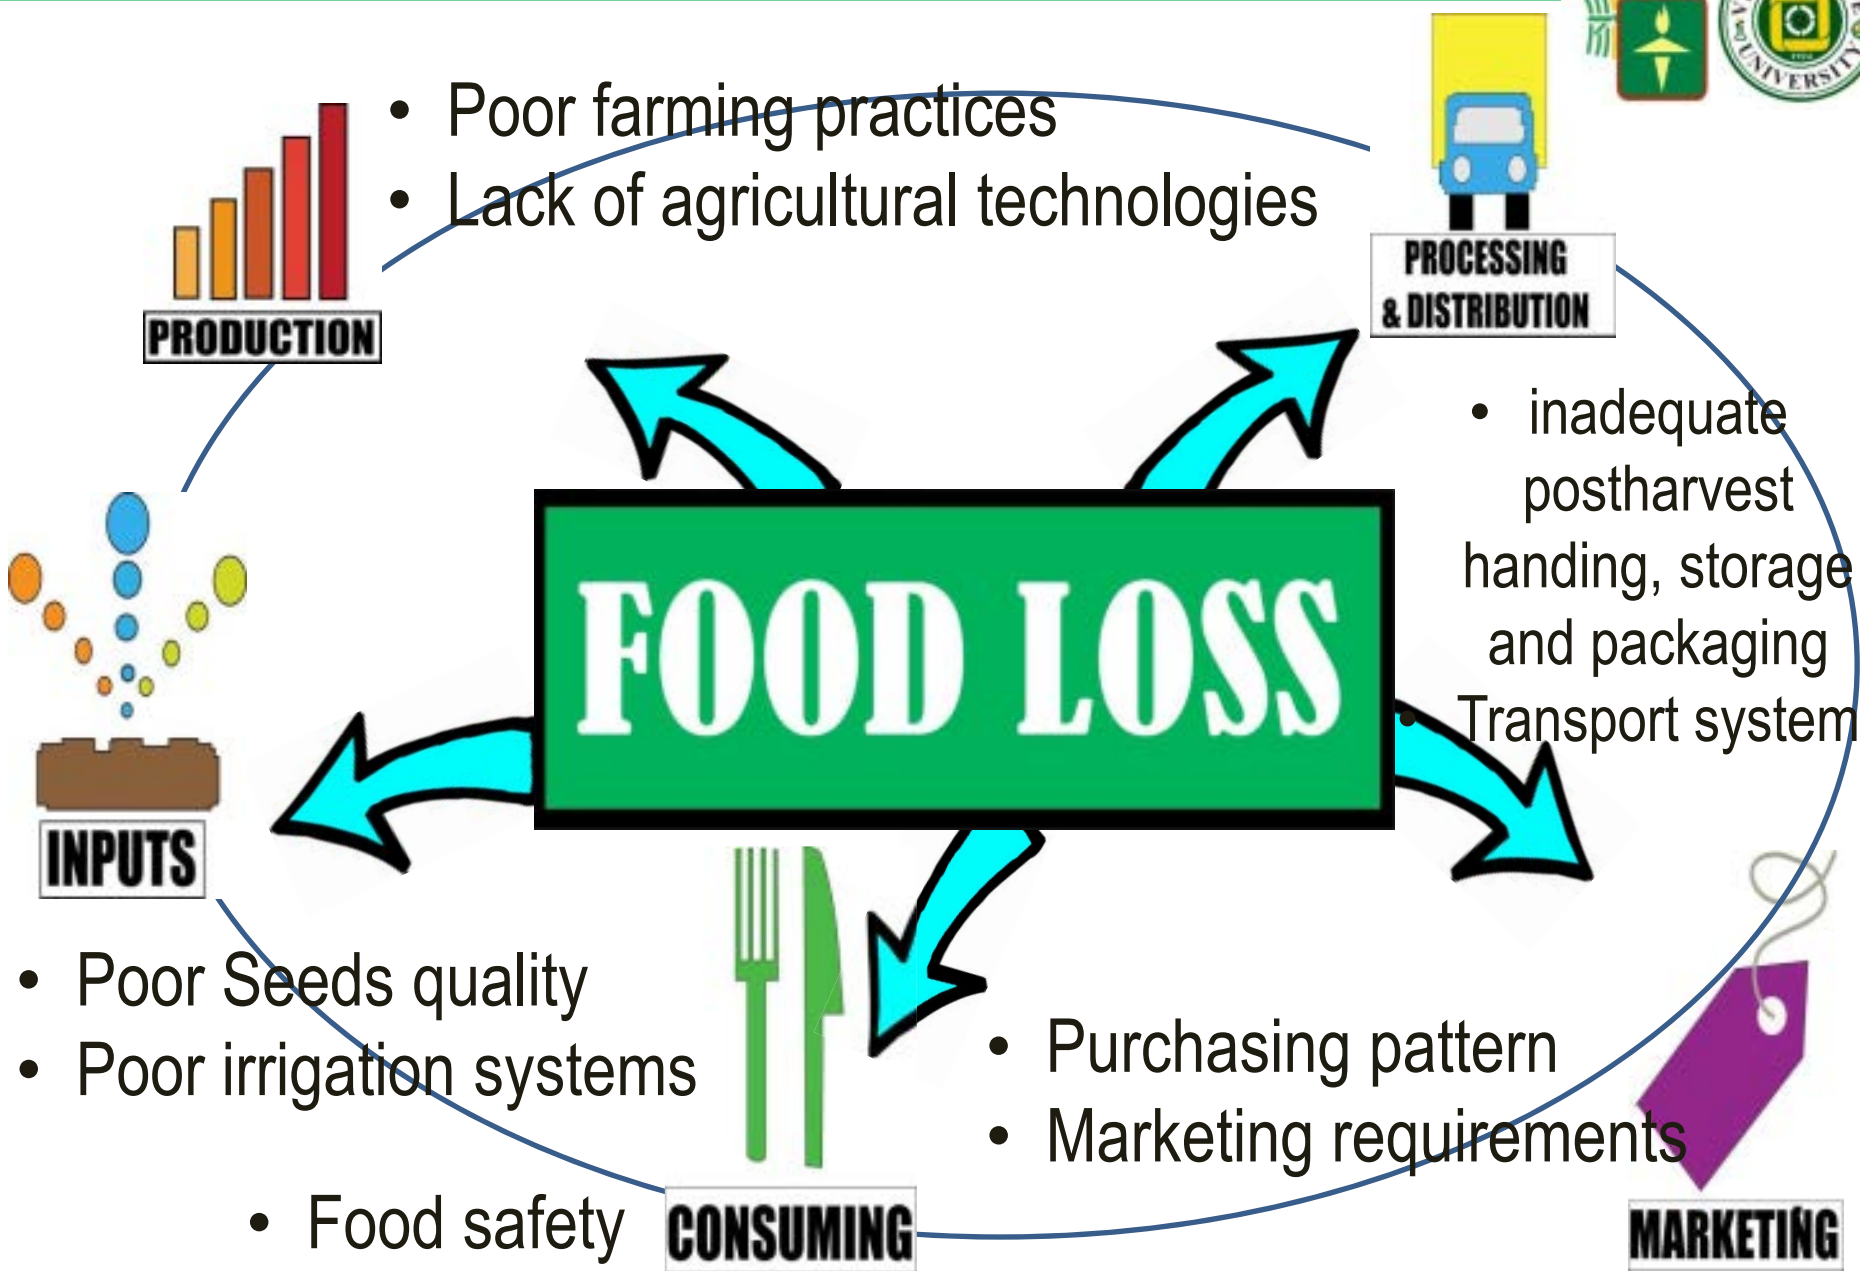 • Poor farming practices
• Lack of agricultural technologies
PRODUCTION
PROCESSING
& DISTRIBUTION
• inadequate
postharvest
handing, storage
and packaging
• Transport system
FOOD LOSS
INPUTS
• Poor Seeds quality
• Poor irrigation systems
• Purchasing pattern
• Marketing requirements
• Food safety
CONSUMING
MARKETING
UNIVERSITY